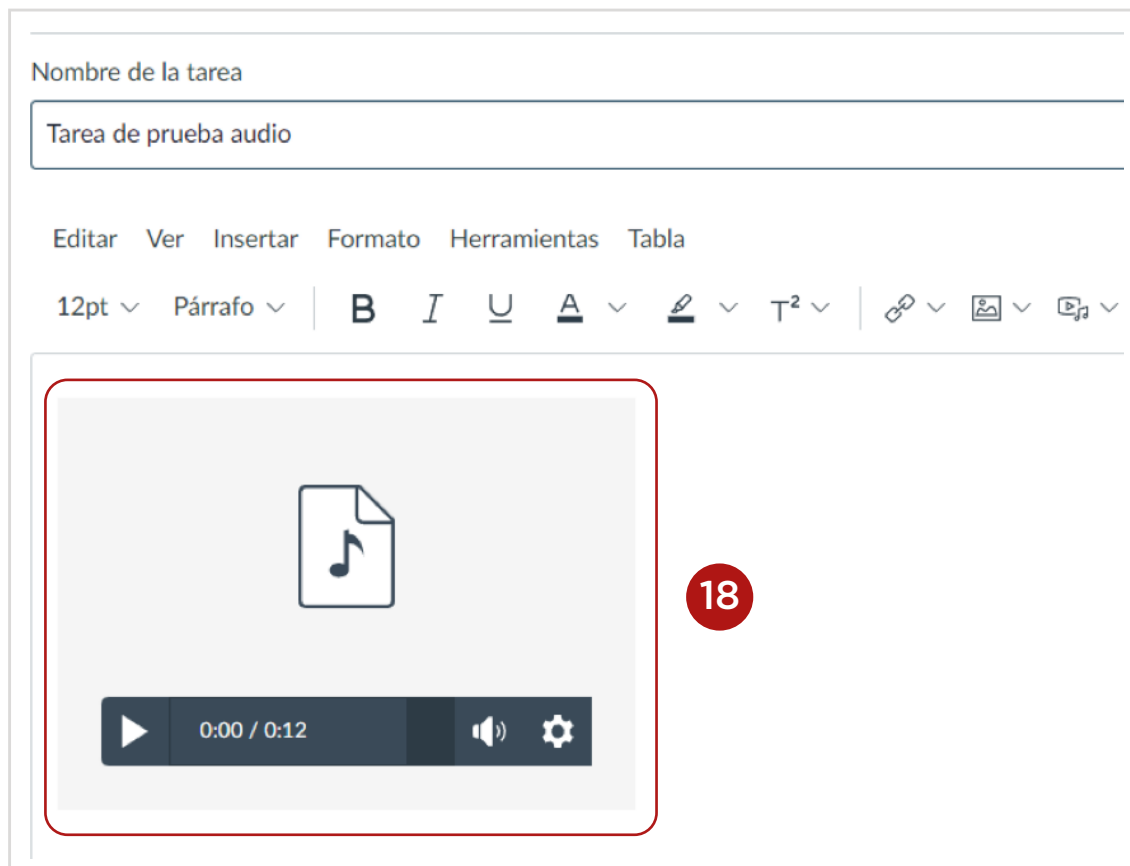 Nombre de la tarea
Tarea de prueba audio
Editar Ver Insertar Formato Herramientas Tabla
12pt Párrafo B I U A T²
18
0:00 / 0:12